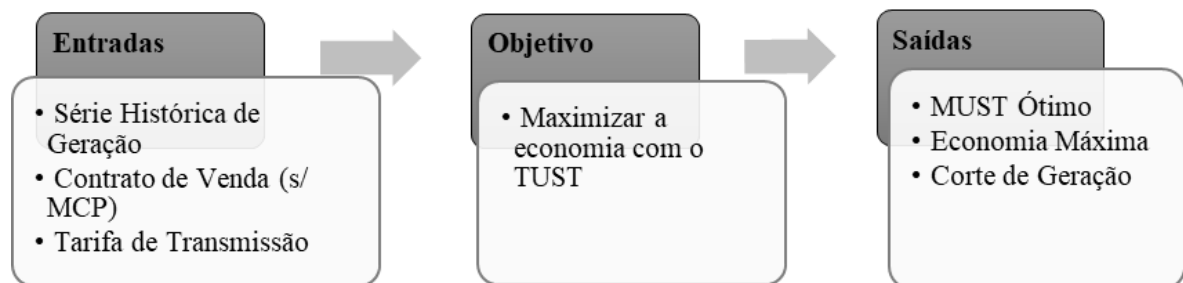 Entradas
• Série Histórica de
Geração
• Contrato de Venda (s/
MCP)
• Tarifa de Transmissão
Objetivo
• Maximizar a
economia com o
TUST
Saídas
• MUST Ótimo
• Economia Máxima
• Corte de Geração